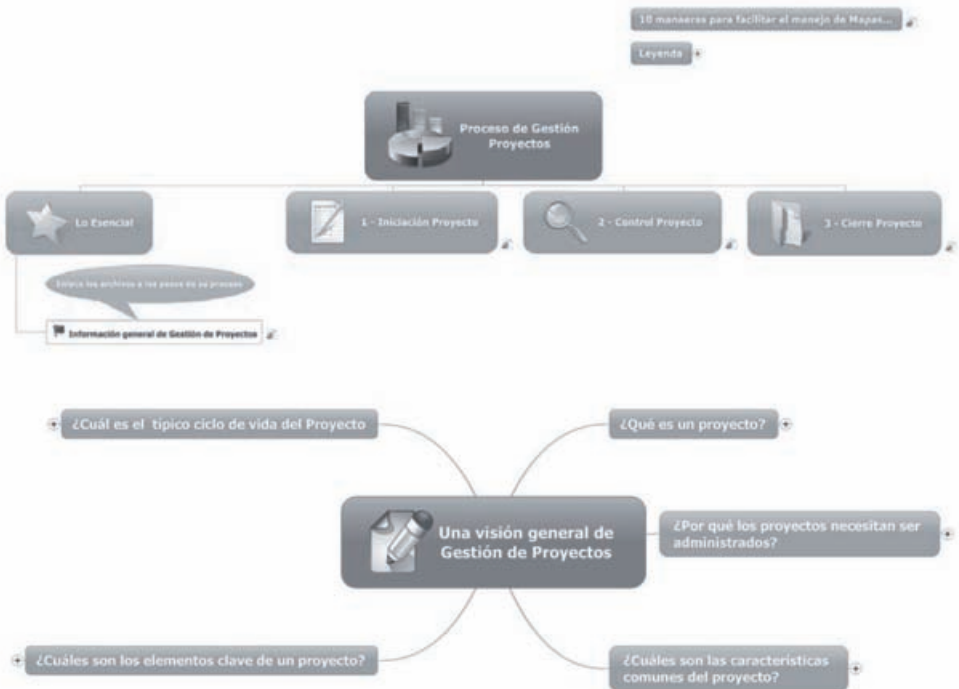 10 manaeras para facilitar el manejo de Mapas...
Leyenda
Proceso de Gestión
Proyectos
Lo Esencial
1 - Iniciación Proyecto
2 - Control Proyecto
3 - Cierre Proyecto
los archivos a los pasos de su proceso
Información general de Gestión de Proyectos
¿Cuál es el típico ciclo de vida del Proyecto
¿Qué es un proyecto?
Una visión general de
Gestión de Proyectos
¿Por qué los proyectos necesitan ser
administrados?
¿Cuáles son los elementos clave de un proyecto?
¿Cuáles son las características
comunes del proyecto?